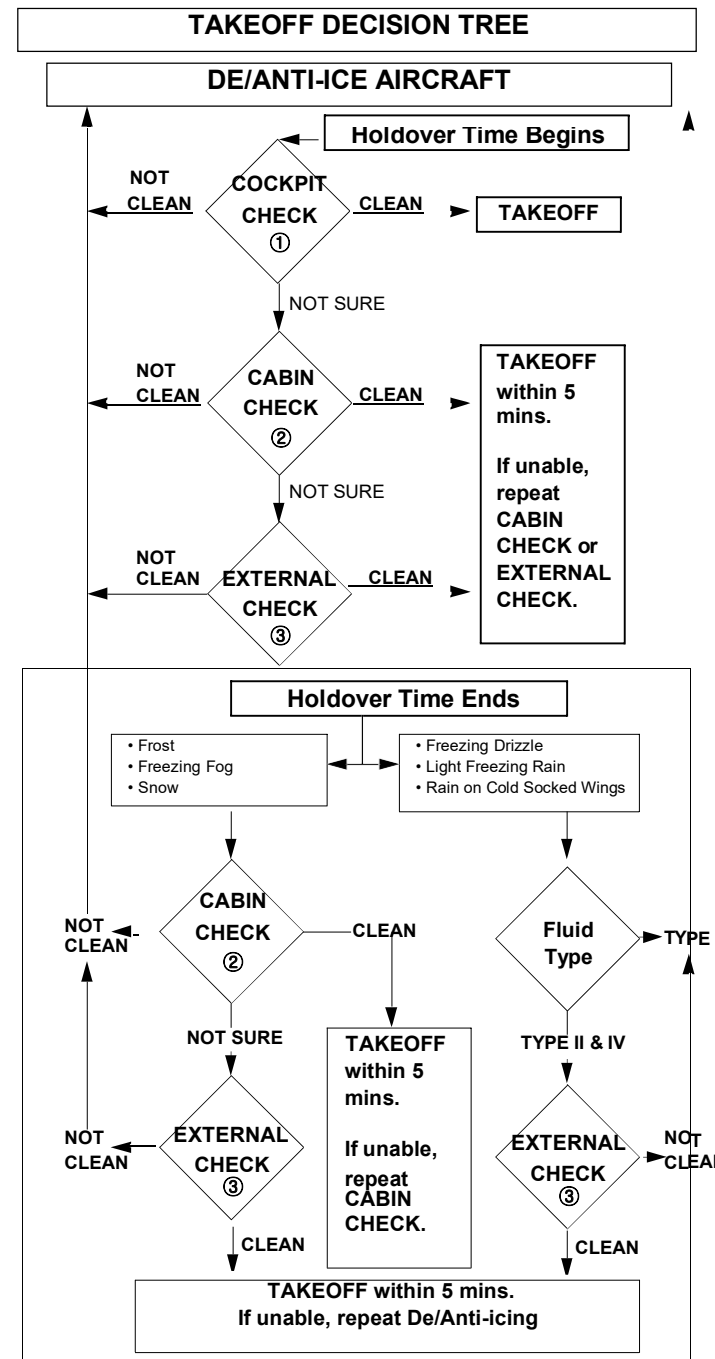 TAKEOFF DECISION TREE
DE/ANTI-ICE AIRCRAFT
Holdover Time Begins
NOT
CLEAN
COCKPIT
CHECK
①
CLEAN
TAKEOFF
NOT SURE
NOT
CLEAN
CABIN
CHECK
②
CLEAN
TAKEOFF
within 5
mins.
If unable,
repeat
CABIN
CHECK or
EXTERNAL
CHECK.
NOT SURE
NOT
CLEAN
EXTERNAL
CHECK
③
CLEAN
Holdover Time Ends
• Frost
• Freezing Fog
• Snow
• Freezing Drizzle
• Light Freezing Rain
• Rain on Cold Socked Wings
NOT
CLEAN
CABIN
CHECK
②
CLEAN
Fluid
Type
TYPE
NOT SURE
TAKEOFF
within 5
mins.
If unable,
repeat
CABIN
CHECK.
TYPE II & IV
NOT
CLEAN
EXTERNAL
CHECK
③
EXTERNAL
CHECK
③
NOT
CLEAN
CLEAN
CLEAN
TAKEOFF within 5 mins.
If unable, repeat De/Anti-icing